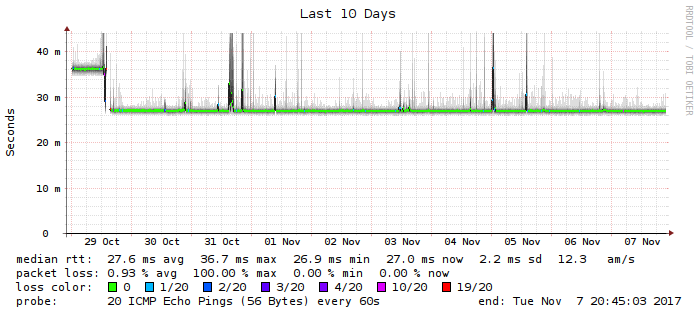 Last 10 Days
RRDTOOL / TOBI OETIKER
Seconds
40 m
30 m
20 m
10 m
0
29 Oct 30 Oct 31 Oct 01 Nov 02 Nov 03 Nov 04 Nov 05 Nov 06 Nov 07 Nov
median rtt: 27.6 ms avg 36.7 ms max 26.9 ms min 27.0 ms now 2.2 ms sd 12.3 am/s
packet loss: 0.93 % avg 100.00 % max 0.00 % min 0.00 % now
loss color: 0 1/20 2/20 3/20 4/20 10/20 19/20
probe: 20 ICMP Echo Pings (56 Bytes) every 60s end: Tue Nov 7 20:45:03 2017